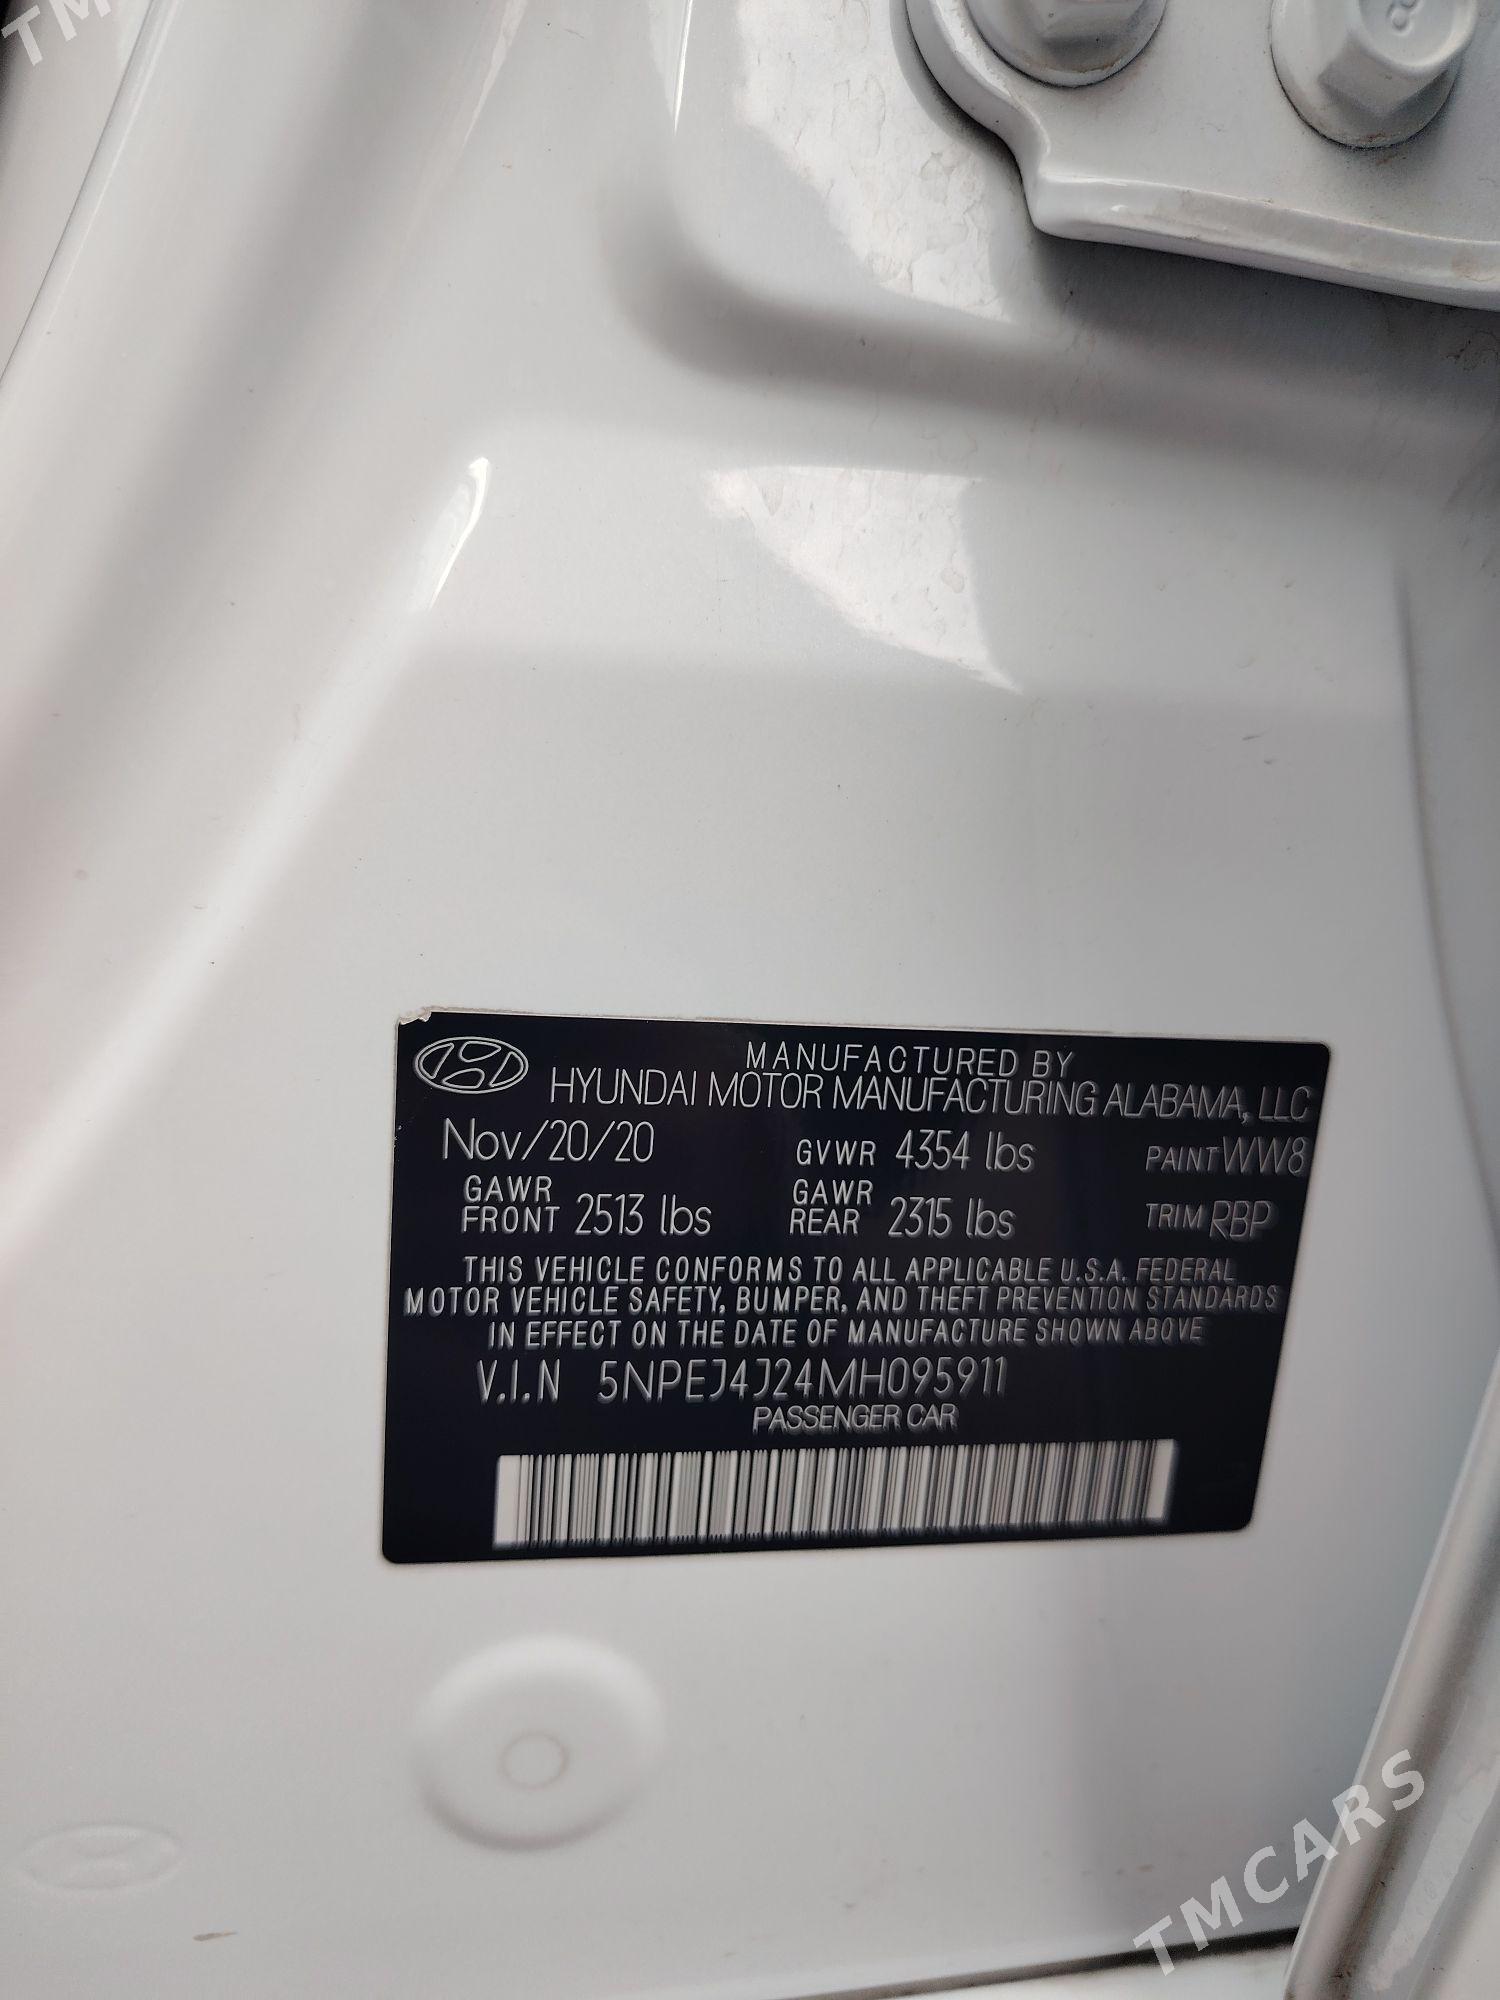 MANUFACTURED BY
HYUNDAI MOTOR MANUFACTURING ALABAMA, LLC
Nov/20/20 GVWR 4354 lbs PAINT WW8
GAWR FRONT 2513 lbs GAWR REAR 2315 lbs TRIM RBP
THIS VEHICLE CONFORMS TO ALL APPLICABLE U.S.A. FEDERAL
MOTOR VEHICLE SAFETY, BUMPER, AND THEFT PREVENTION STANDARDS
IN EFFECT ON THE DATE OF MANUFACTURE SHOWN ABOVE
V.I.N 5NPEJ4J24MH095911
PASSENGER CAR
TMCARS